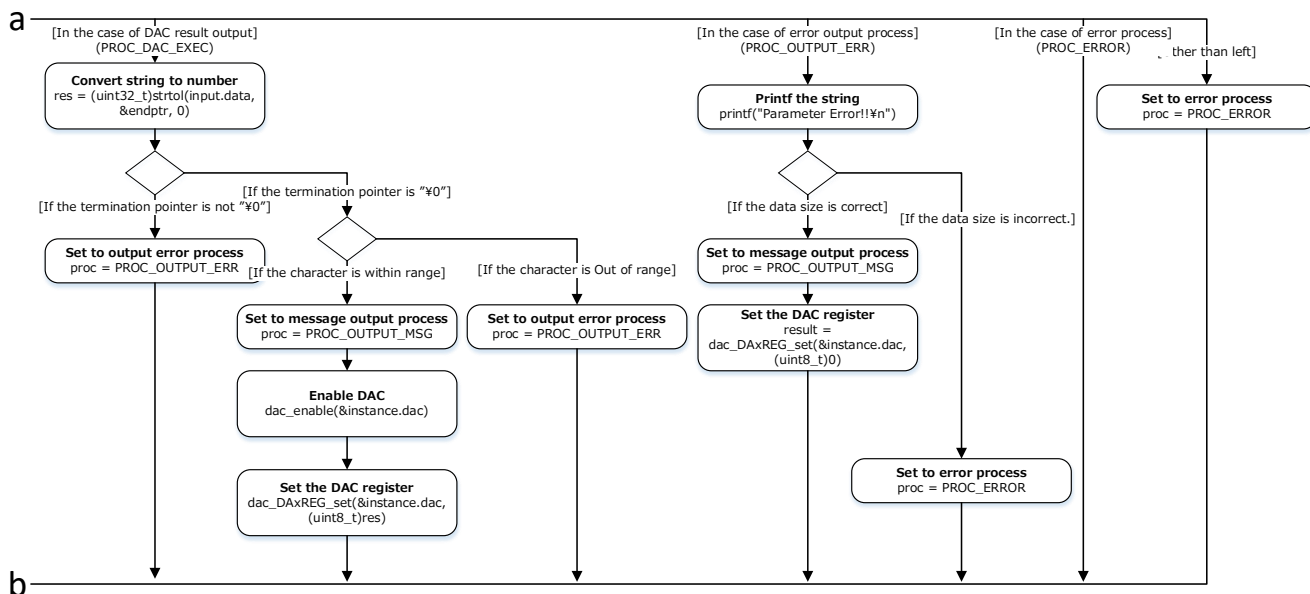 a
[In the case of DAC result output]
(PROC_DAC_EXEC)
[In the case of error output process]
(PROC_OUTPUT_ERR)
[In the case of error process]
(PROC_ERROR)
ther than left]
Convert string to number
res = (uint32_t)strtol(input.data,
&endptr, 0)
Printf the string
printf("Parameter Error!!¥n")
Set to error process
proc = PROC_ERROR
[If the termination pointer is "¥0"]
[If the termination pointer is not "¥0"]
[If the data size is correct]
[If the data size is incorrect.]
Set to output error process
proc = PROC_OUTPUT_ERR
[If the character is within range]
[If the character is Out of range]
Set to message output process
proc = PROC_OUTPUT_MSG
Set to message output process
proc = PROC_OUTPUT_MSG
Set to output error process
proc = PROC_OUTPUT_ERR
Set the DAC register
result =
dac_DAxREG_set(&instance.dac,
(uint8_t)0)
Enable DAC
dac_enable(&instance.dac)
Set the DAC register
dac_DAxREG_set(&instance.dac,
(uint8_t)res)
Set to error process
proc = PROC_ERROR
b